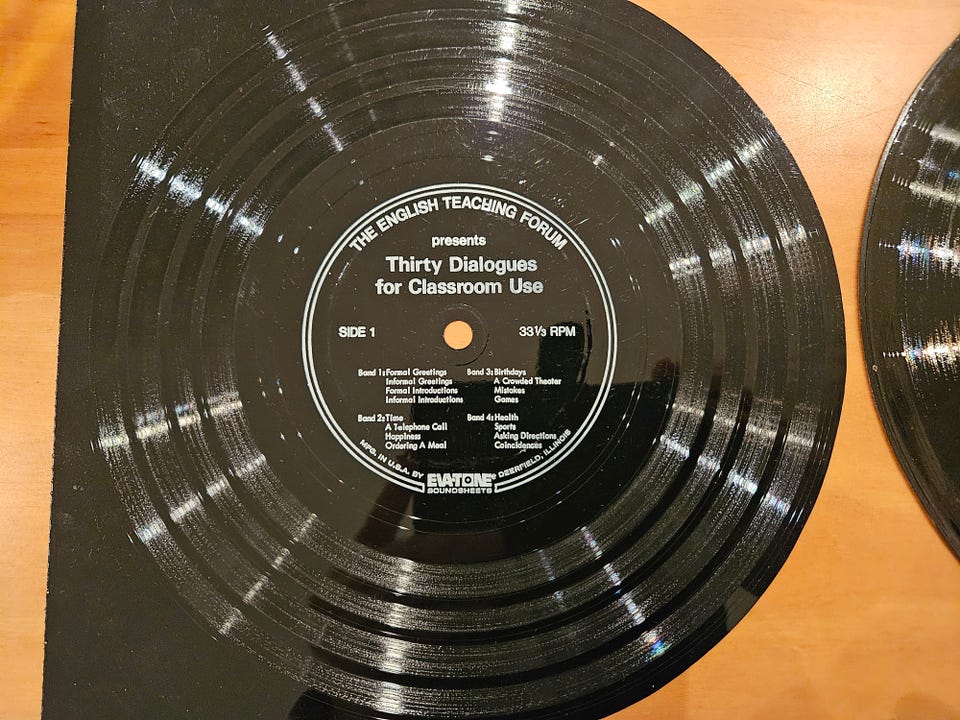 THE ENGLISH TEACHING FORUM
presents
Thirty Dialogues
for Classroom Use
SIDE 1
33 1/3 RPM
Band 1: Formal Greetings
Informal Greetings
Formal Introductions
Informal Introductions
Band 2: Time
A Telephone Call
Happiness
Ordering A Meal
Band 3: Birthdays
A Crowded Theater
Mistakes
Games
Band 4: Health
Sports
Asking Directions
Coincidences
MFG. IN U.S.A. BY
EVA-TONE®
SOUNDSHEETS
DEERFIELD, ILLINOIS